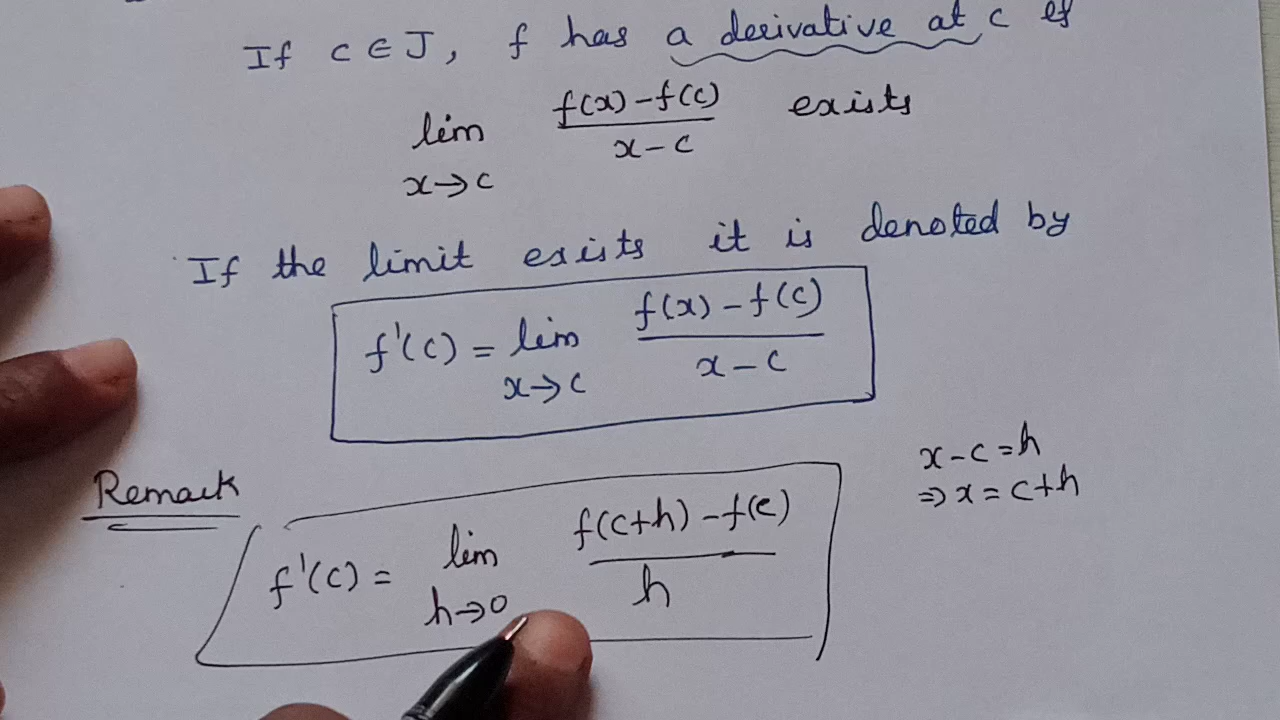 If c ∈ J, f has a derivative at c if
lim x→c (f(x) - f(c))/(x - c) exists
If the limit exists it is denoted by
f'(c) = lim x→c (f(x) - f(c))/(x - c)
x - c = h
⇒ x = c + h
Remark
f'(c) = lim h→0 (f(c+h) - f(c))/h